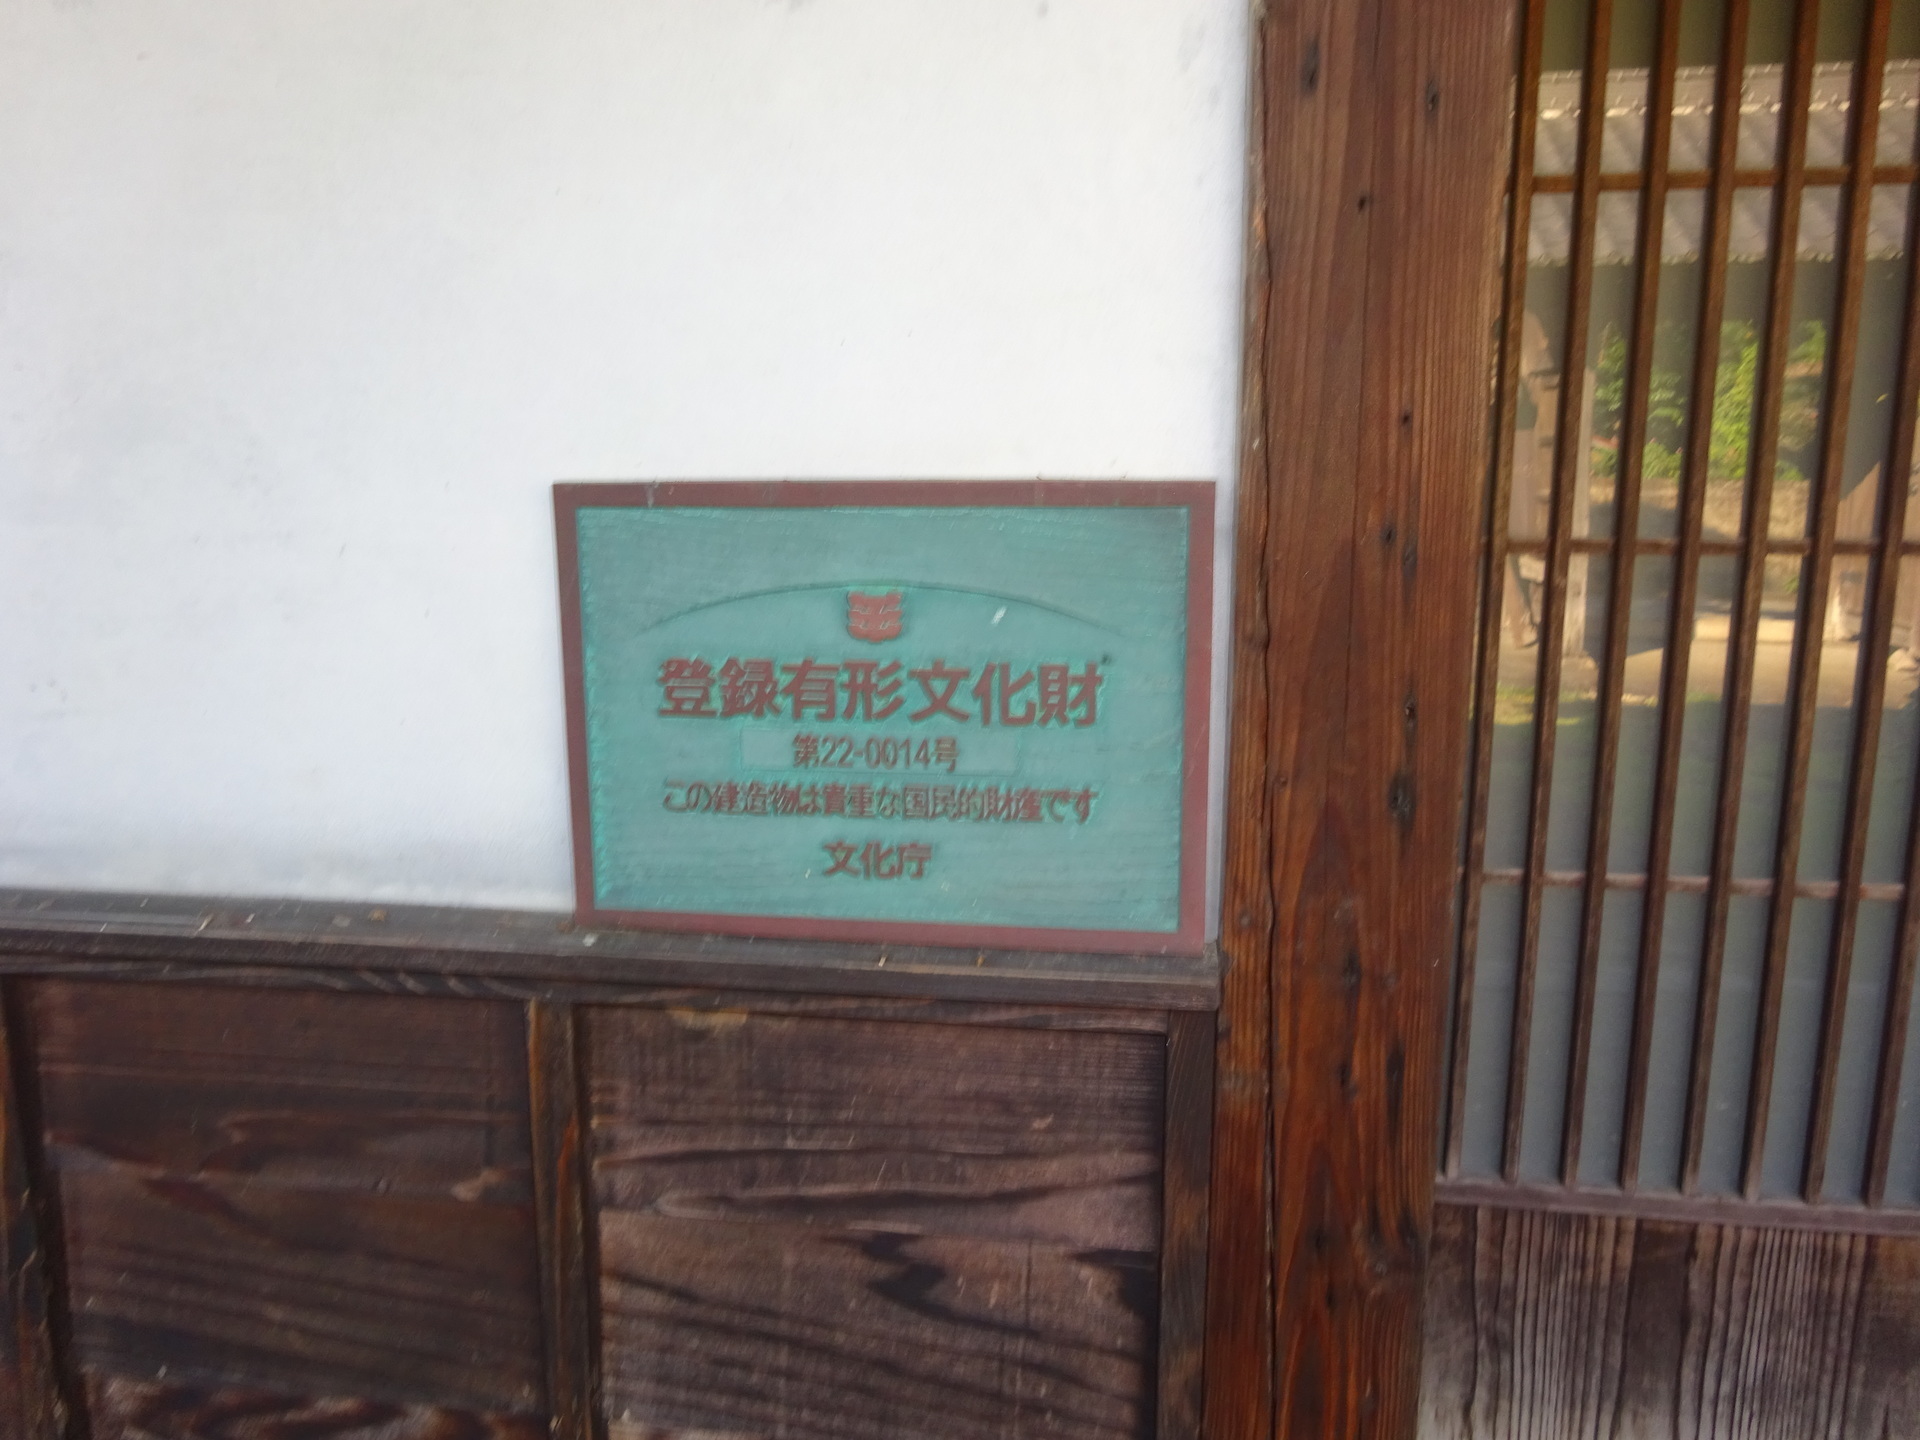 登録有形文化財
第22-0014号
この建造物は貴重な国民的財産です
文化庁